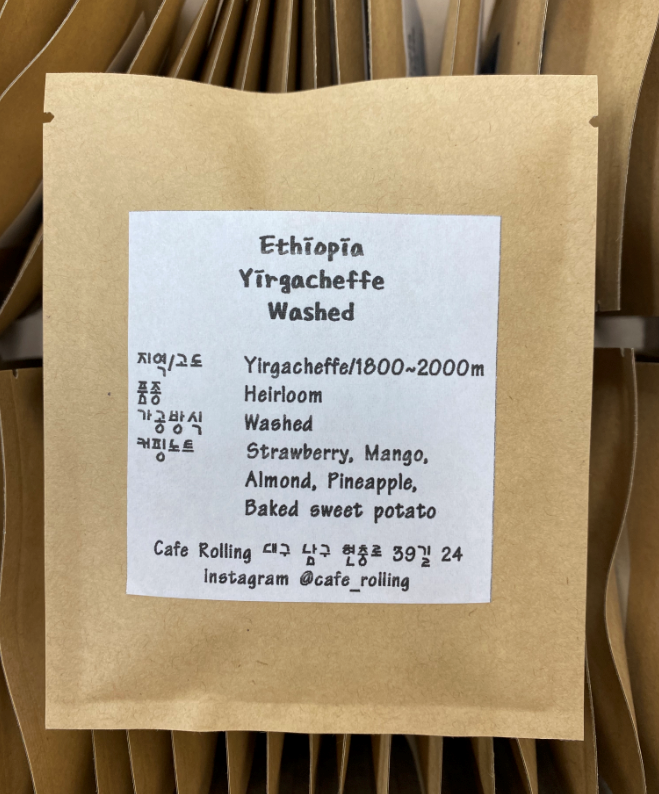 Ethiopia
Yirgacheffe
Washed
지역/고도 Yirgacheffe/1800~2000m
품종 Heirloom
가공방식 Washed
커핑노트 Strawberry, Mango,
Almond, Pineapple,
Baked sweet potato
Cafe Rolling 대구 남구 현충로 39길 24
Instagram @cafe_rolling